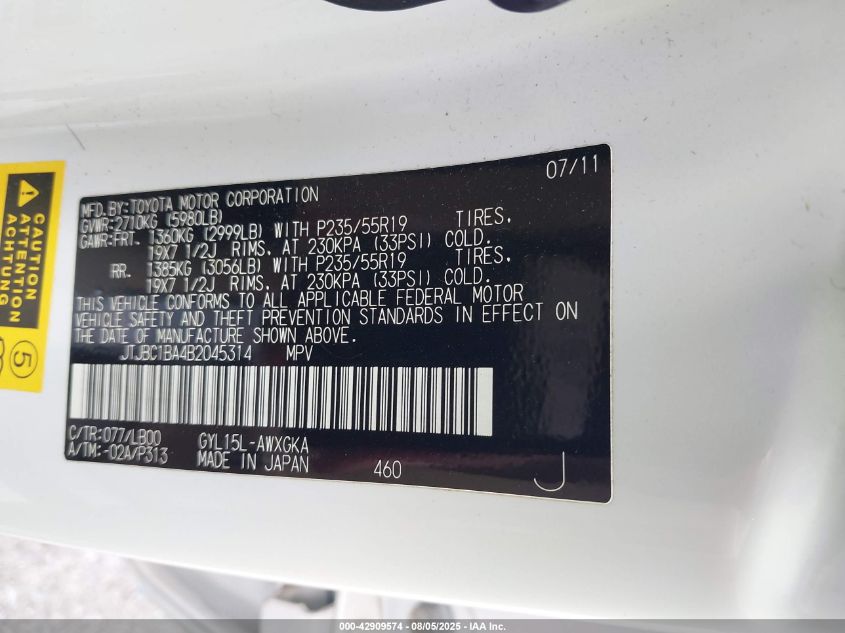 07/11
MFD. BY: TOYOTA MOTOR CORPORATION
GVWR: 2710KG (5980LB)
GAWR: FRT. 1360KG (2999LB) WITH P235/55R19 TIRES,
19X7 1/2J RIMS, AT 230KPA (33PSI) COLD.
RR. 1385KG (3056LB) WITH P235/55R19 TIRES,
19X7 1/2J RIMS, AT 230KPA (33PSI) COLD.
THIS VEHICLE CONFORMS TO ALL APPLICABLE FEDERAL MOTOR
VEHICLE SAFETY AND THEFT PREVENTION STANDARDS IN EFFECT ON
THE DATE OF MANUFACTURE SHOWN ABOVE.
JTJBC1BA4B2045314 MPV
C/TR: 077/LB00 GYL15L-AWXGKA
A/TM: -02A/P313 MADE IN JAPAN 460 J
CAUTION
ATTENTION
ACHTUNG
5
000-42909574 - 08/05/2025 - IAA Inc.